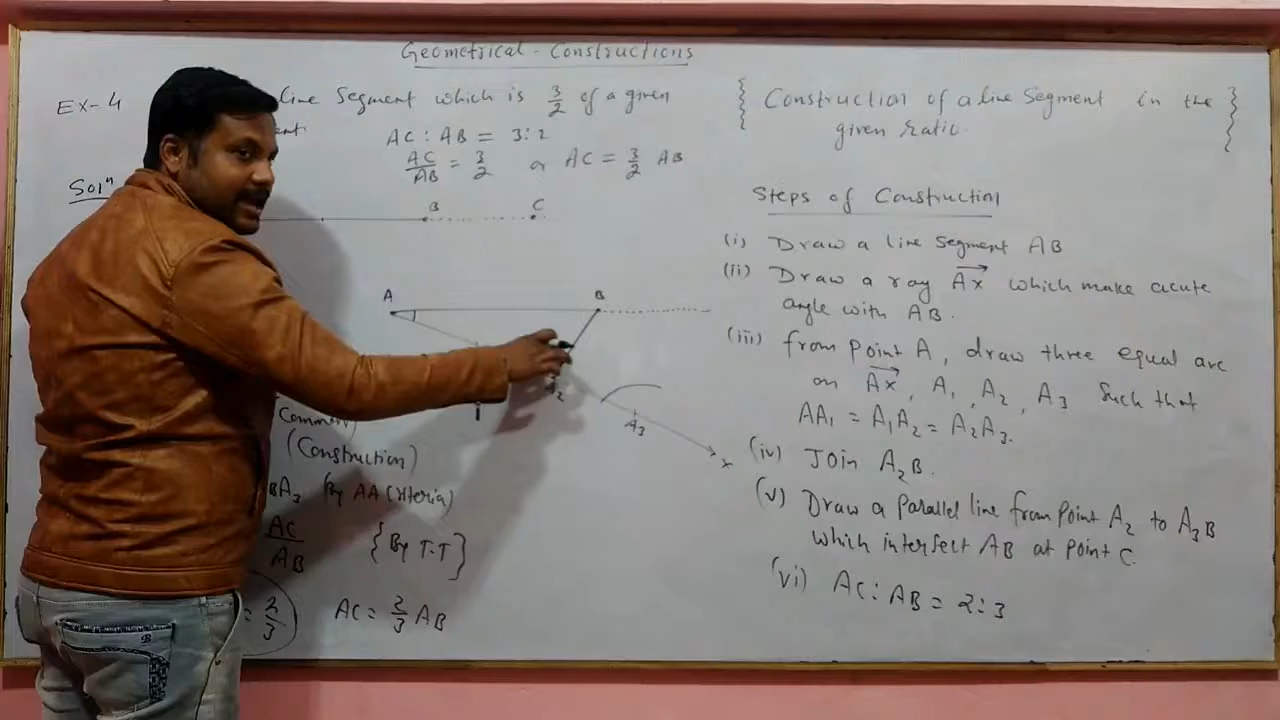 Geometrical - Constructions
Ex-4 line segment which is 3/2 of a given
AC : AB = 3:2
AC/AB = 3/2 or AC = 3/2 AB
Solⁿ
B C
A B
A2
A3
x
(Construction)
BA3 By AA Criteria)
AC/AB {By T.T}
= 2/3 AC = 2/3 AB
{ Construction of a line segment in the
given ratio. }
Steps of Construction
(i) Draw a line segment AB
(ii) Draw a ray Ax which make acute
angle with AB.
(iii) from point A, draw three equal arc
on Ax, A1, A2, A3 such that
AA1 = A1A2 = A2A3.
(iv) Join A2B.
(v) Draw a parallel line from point A2 to A3B
which intersect AB at point C.
(vi) AC : AB = 2:3